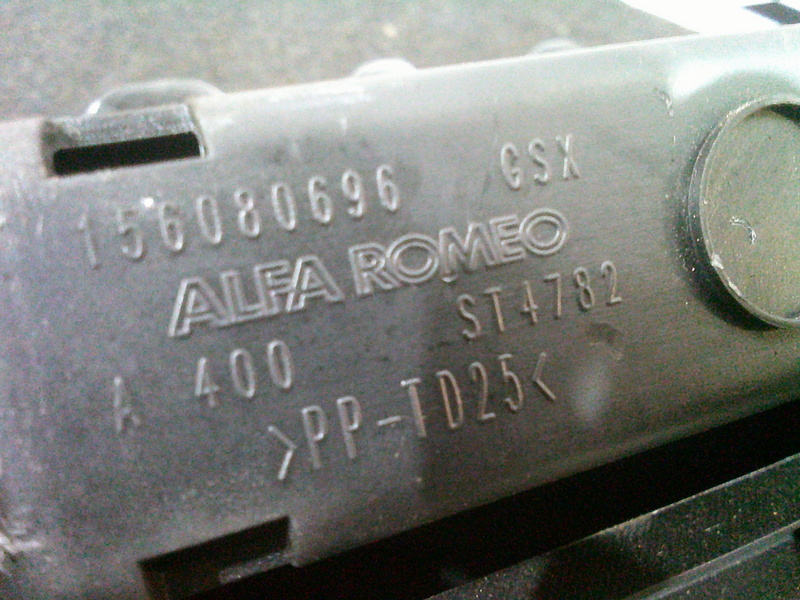 156080696 GSX
ALFA ROMEO
A 400 ST4782
>PP-TD25<